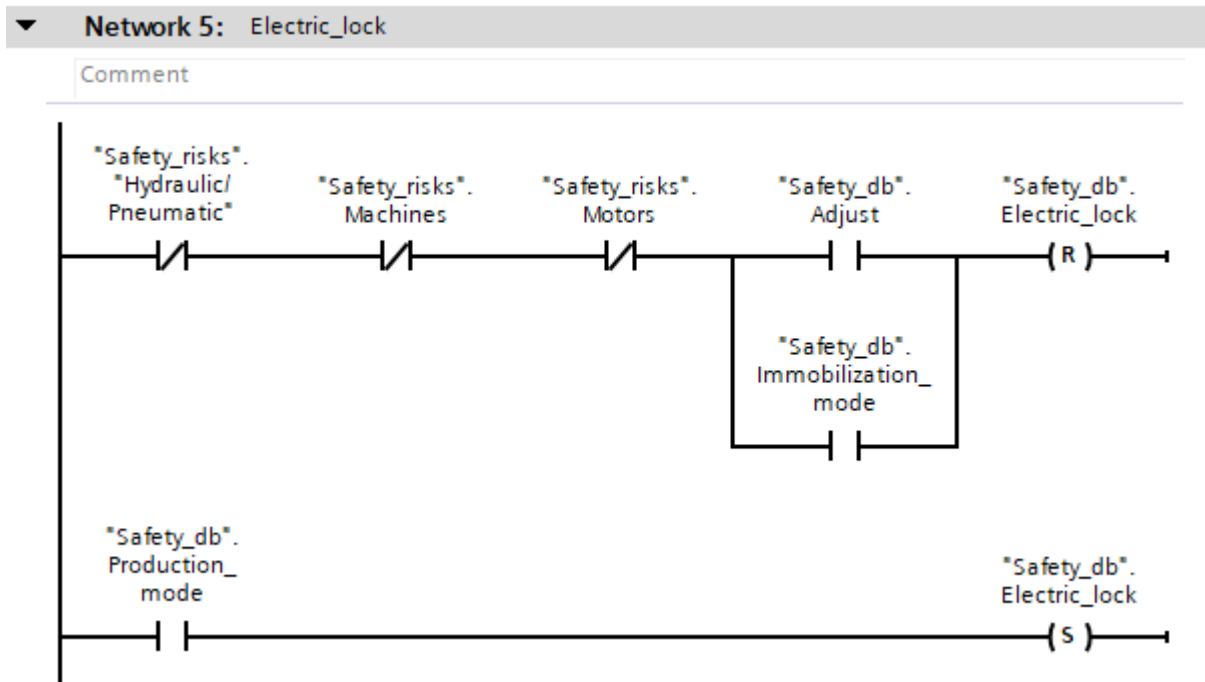 Network 5: Electric_lock
Comment
"Safety_risks".
"Hydraulic/
Pneumatic"
"Safety_risks".
Machines
"Safety_risks".
Motors
"Safety_db".
Adjust
"Safety_db".
Electric_lock
R
"Safety_db".
Immobilization_
mode
"Safety_db".
Production_
mode
"Safety_db".
Electric_lock
S